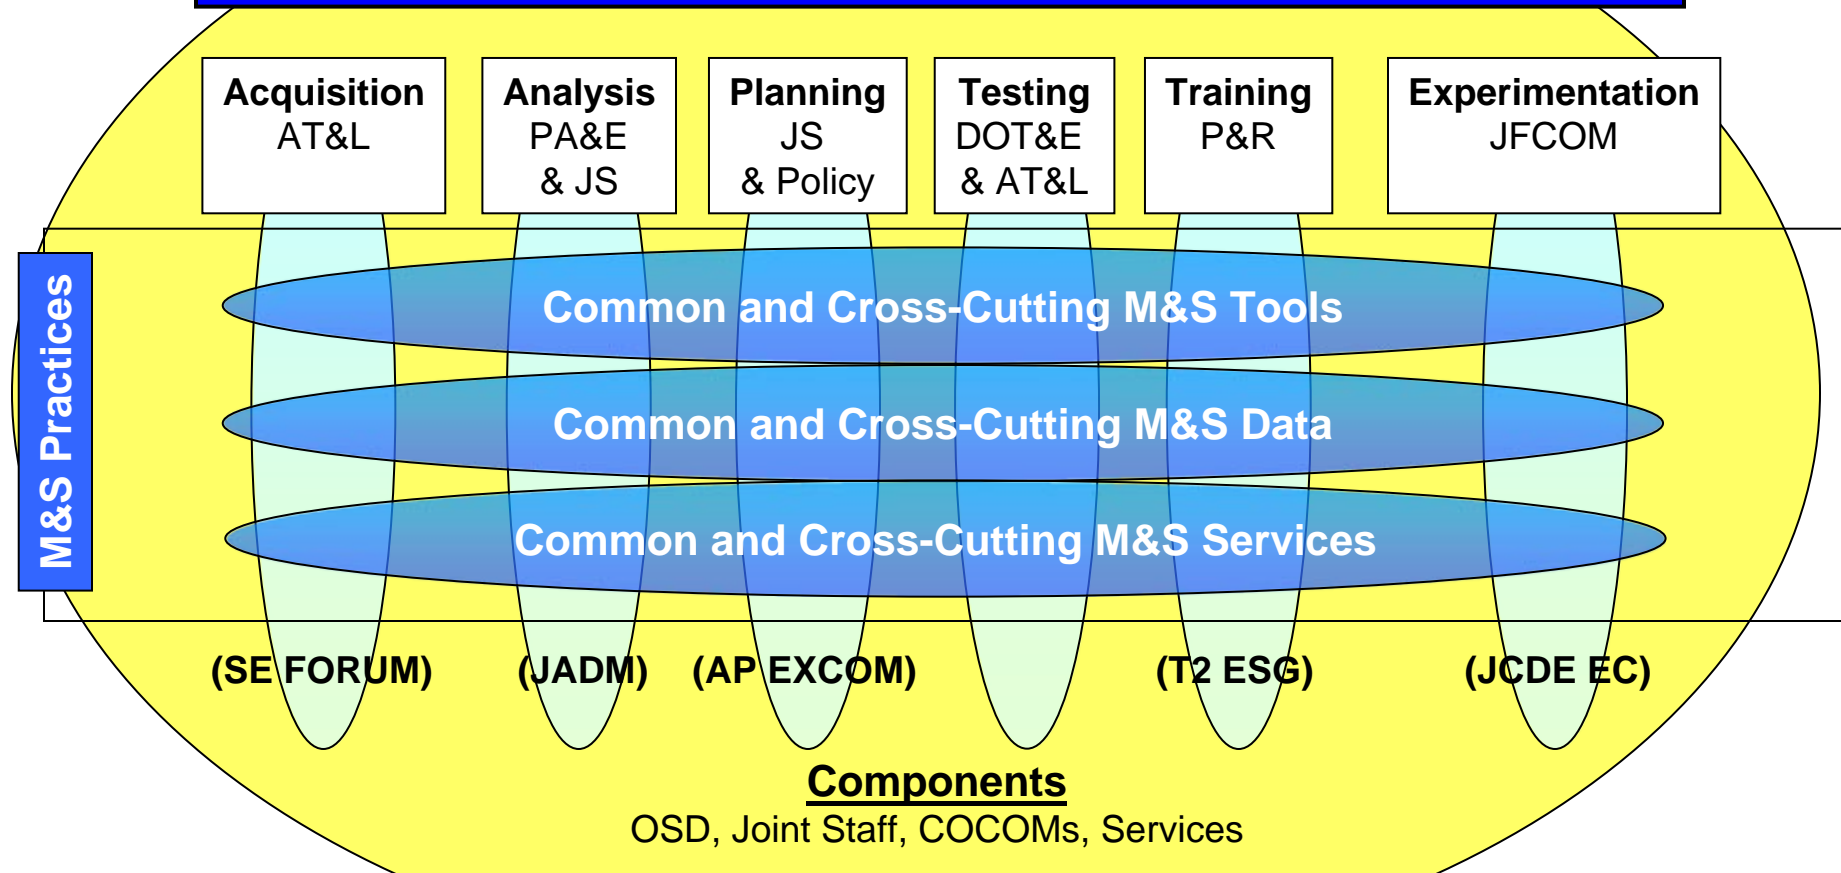 Acquisition
AT&L
Analysis
PA&E
& JS
Planning
JS
& Policy
Testing
DOT&E
& AT&L
Training
P&R
Experimentation
JFCOM
M&S Practices
Common and Cross-Cutting M&S Tools
Common and Cross-Cutting M&S Data
Common and Cross-Cutting M&S Services
(SE FORUM)
(JADM)
(AP EXCOM)
(T2 ESG)
(JCDE EC)
Components
OSD, Joint Staff, COCOMs, Services